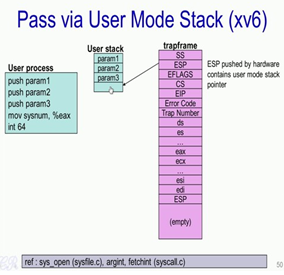 Pass via User Mode Stack (xv6)
User process
push param1
push param2
push param3
mov sysnum, %eax
int 64
User stack
param1
param2
param3
trapframe
SS
ESP
EFLAGS
CS
EIP
Error Code
Trap Number
ds
es
...
eax
ecx
...
esi
edi
ESP
(empty)
ESP pushed by hardware
contains user mode stack
pointer
ref : sys_open (sysfile.c), argint, fetchint (syscall.c)
50